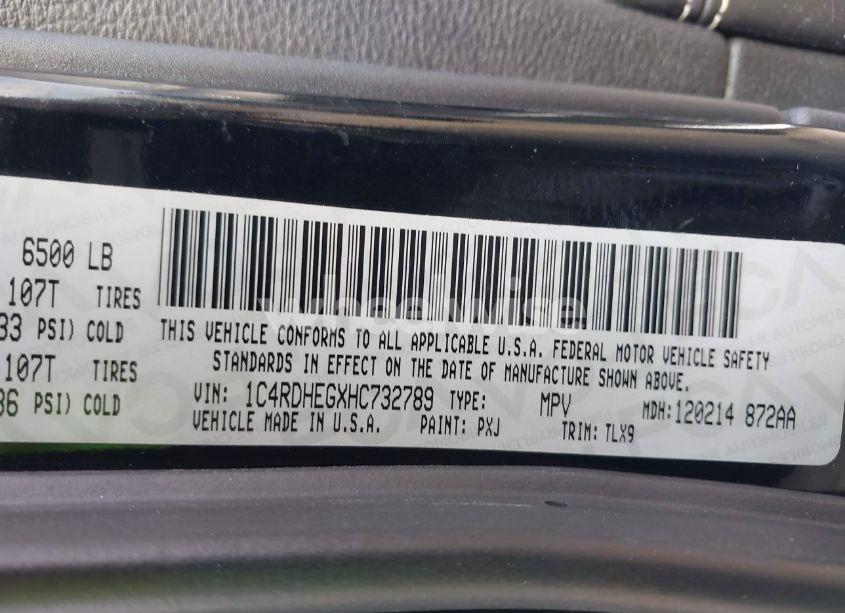 6500 LB
107T TIRES
33 PSI) COLD
107T TIRES
36 PSI) COLD
wheelwise
THIS VEHICLE CONFORMS TO ALL APPLICABLE U.S.A. FEDERAL MOTOR VEHICLE SAFETY
STANDARDS IN EFFECT ON THE DATE OF MANUFACTURE SHOWN ABOVE.
VIN: 1C4RDHEGXHC732789 TYPE: MPV MDH:120214 872AA
VEHICLE MADE IN U.S.A. PAINT: PXJ TRIM: TLX9